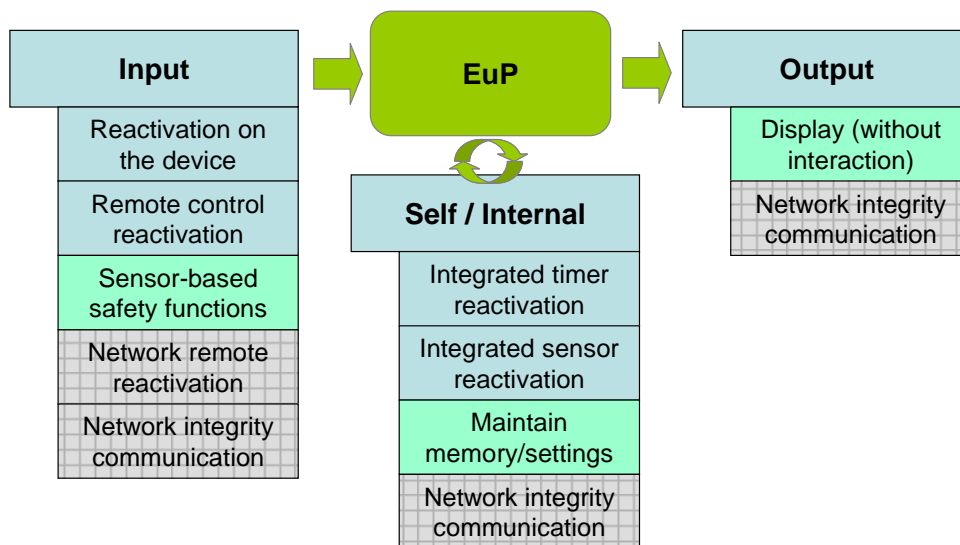 Input
Reactivation on
the device
Remote control
reactivation
Sensor-based
safety functions
Network remote
reactivation
Network integrity
communication
EuP
Self / Internal
Integrated timer
reactivation
Integrated sensor
reactivation
Maintain
memory/settings
Network integrity
communication
Output
Display (without
interaction)
Network integrity
communication